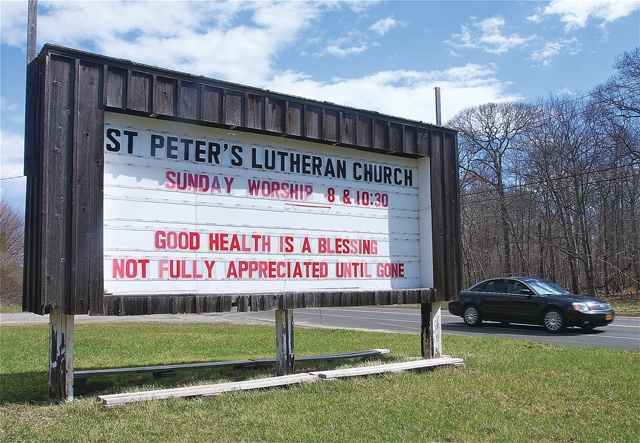 ST PETER'S LUTHERAN CHURCH
SUNDAY WORSHIP 8 & 10:30
GOOD HEALTH IS A BLESSING
NOT FULLY APPRECIATED UNTIL GONE